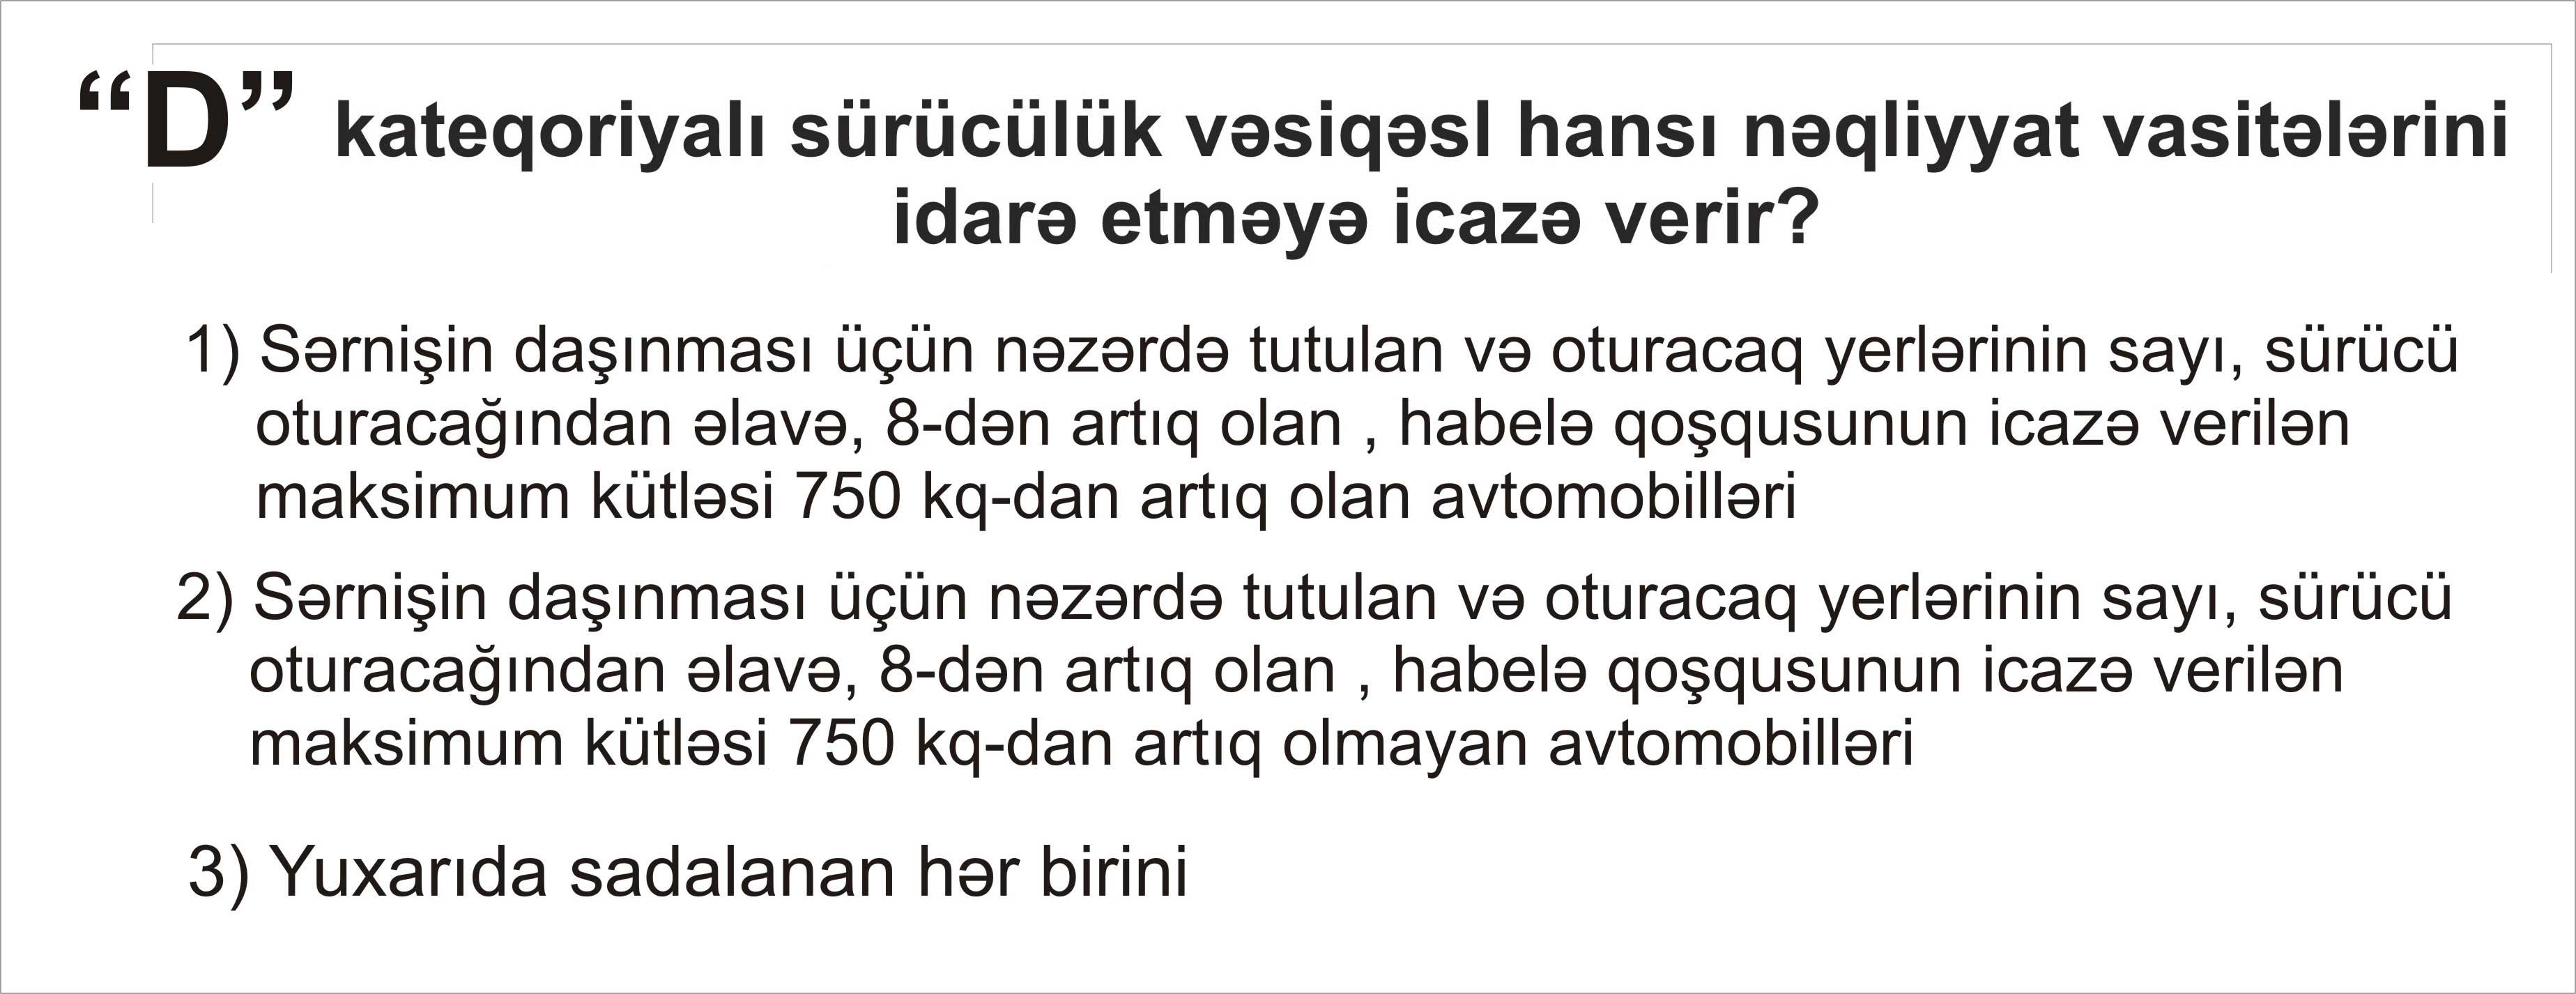 “D” kateqoriyalı sürücülük vəsiqəsl hansı nəqliyyat vasitələrini
idarə etməyə icazə verir?
1) Sərnişin daşınması üçün nəzərdə tutulan və oturacaq yerlərinin sayı, sürücü
oturacağından əlavə, 8-dən artıq olan , habelə qoşqusunun icazə verilən
maksimum kütləsi 750 kq-dan artıq olan avtomobilləri
2) Sərnişin daşınması üçün nəzərdə tutulan və oturacaq yerlərinin sayı, sürücü
oturacağından əlavə, 8-dən artıq olan , habelə qoşqusunun icazə verilən
maksimum kütləsi 750 kq-dan artıq olmayan avtomobilləri
3) Yuxarıda sadalanan hər birini